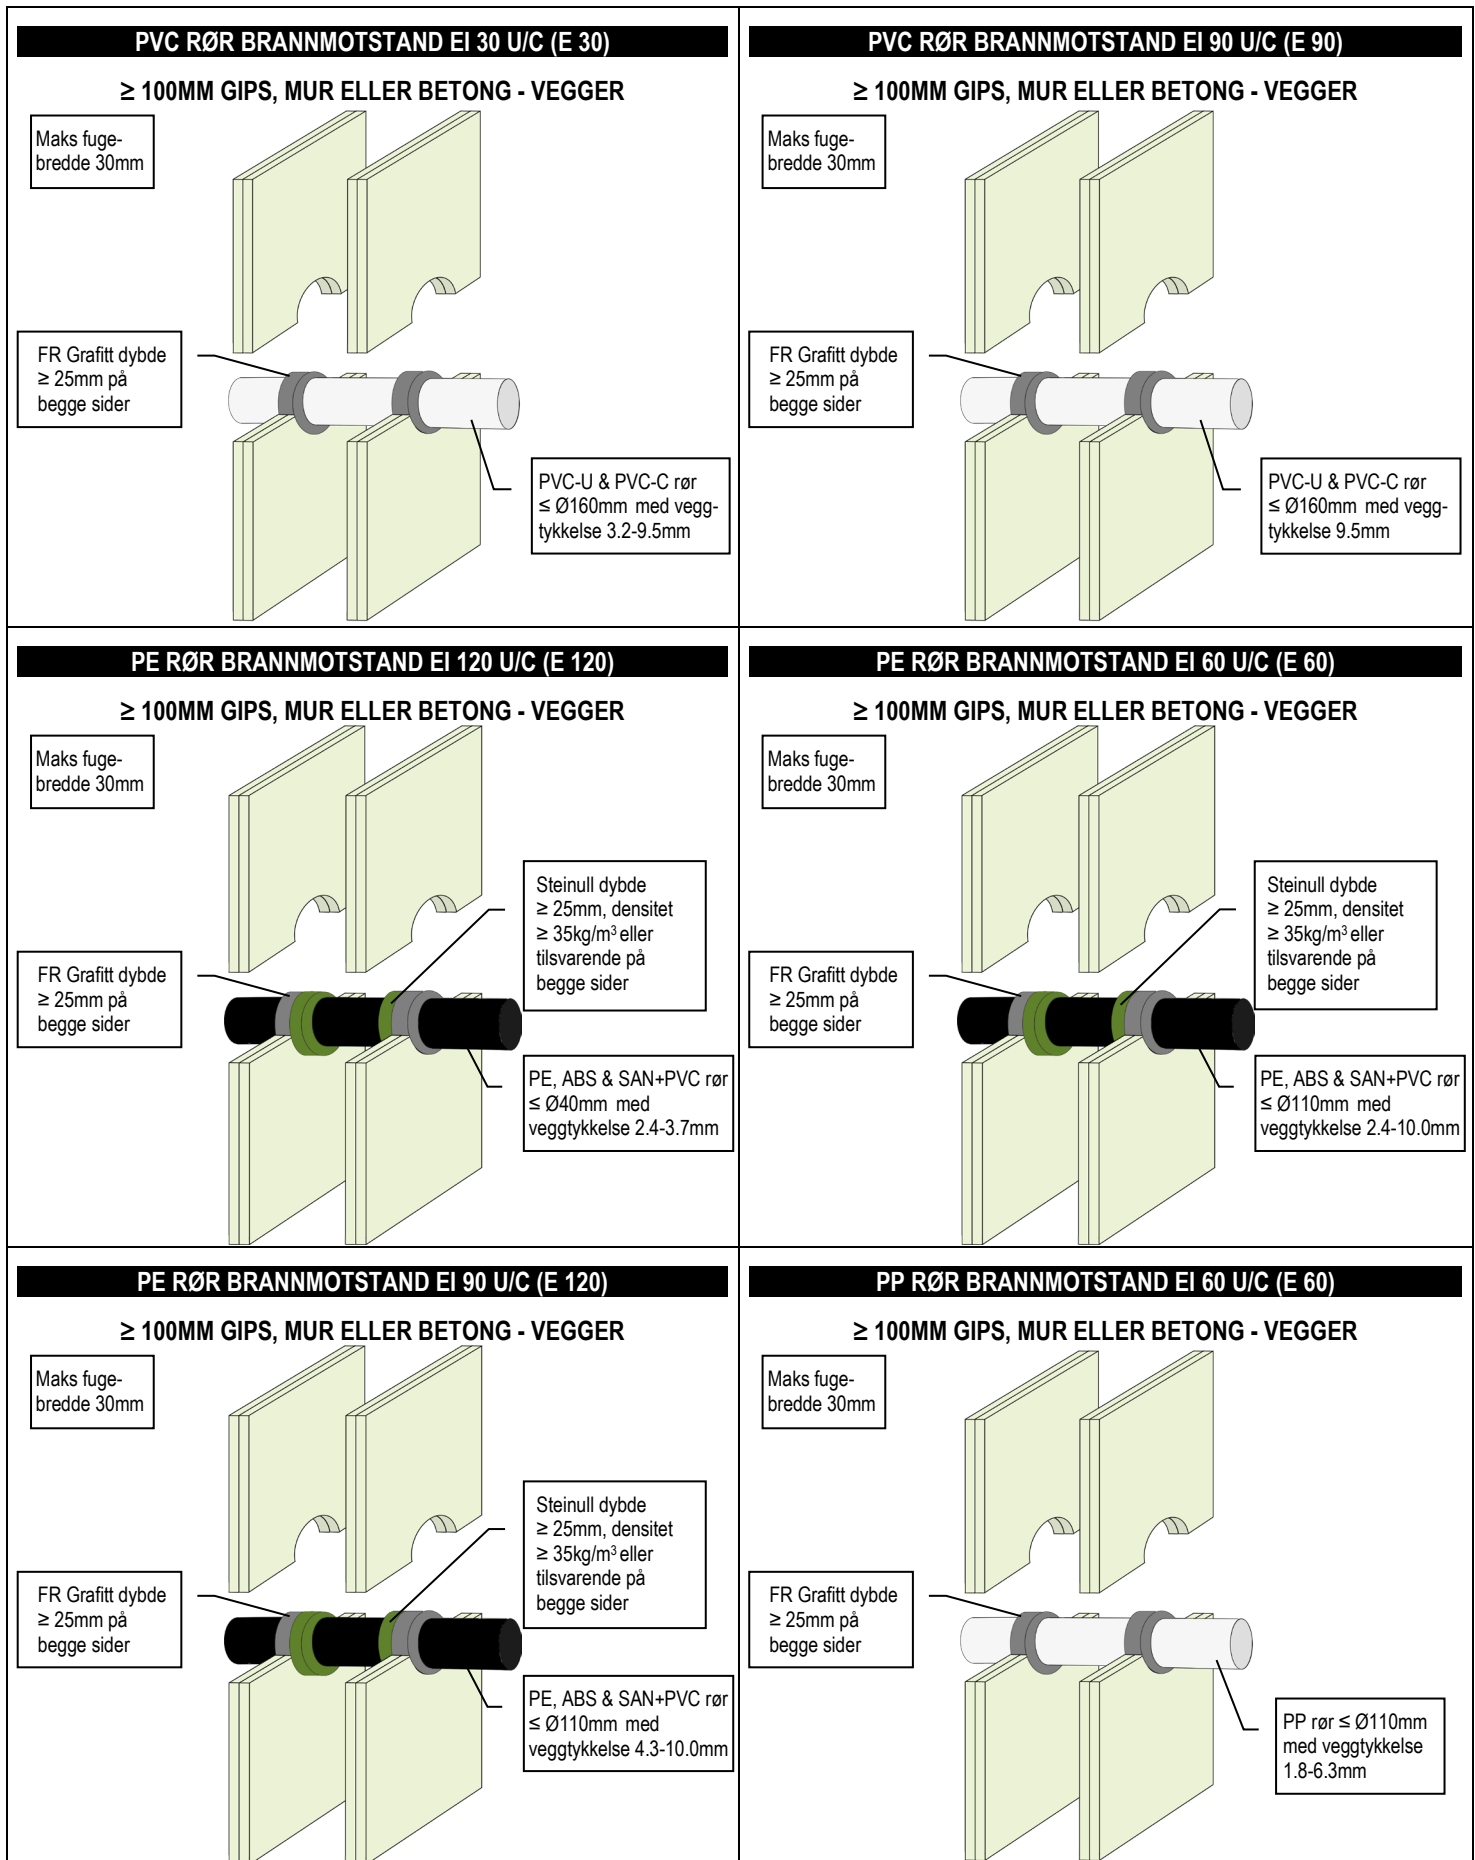 PVC RØR BRANNMOTSTAND EI 30 U/C (E 30)
≥ 100MM GIPS, MUR ELLER BETONG - VEGGER
Maks fuge-
bredde 30mm
FR Grafitt dybde
≥ 25mm på
begge sider
PVC-U & PVC-C rør
≤ Ø160mm med vegg-
tykkelse 3.2-9.5mm
PVC RØR BRANNMOTSTAND EI 90 U/C (E 90)
≥ 100MM GIPS, MUR ELLER BETONG - VEGGER
Maks fuge-
bredde 30mm
FR Grafitt dybde
≥ 25mm på
begge sider
PVC-U & PVC-C rør
≤ Ø160mm med vegg-
tykkelse 9.5mm
PE RØR BRANNMOTSTAND EI 120 U/C (E 120)
≥ 100MM GIPS, MUR ELLER BETONG - VEGGER
Maks fuge-
bredde 30mm
Steinull dybde
≥ 25mm, densitet
≥ 35kg/m³ eller
tilsvarende på
begge sider
FR Grafitt dybde
≥ 25mm på
begge sider
PE, ABS & SAN+PVC rør
≤ Ø40mm med
veggtykkelse 2.4-3.7mm
PE RØR BRANNMOTSTAND EI 60 U/C (E 60)
≥ 100MM GIPS, MUR ELLER BETONG - VEGGER
Maks fuge-
bredde 30mm
Steinull dybde
≥ 25mm, densitet
≥ 35kg/m³ eller
tilsvarende på
begge sider
FR Grafitt dybde
≥ 25mm på
begge sider
PE, ABS & SAN+PVC rør
≤ Ø110mm med
veggtykkelse 2.4-10.0mm
PE RØR BRANNMOTSTAND EI 90 U/C (E 120)
≥ 100MM GIPS, MUR ELLER BETONG - VEGGER
Maks fuge-
bredde 30mm
Steinull dybde
≥ 25mm, densitet
≥ 35kg/m³ eller
tilsvarende på
begge sider
FR Grafitt dybde
≥ 25mm på
begge sider
PE, ABS & SAN+PVC rør
≤ Ø110mm med
veggtykkelse 4.3-10.0mm
PP RØR BRANNMOTSTAND EI 60 U/C (E 60)
≥ 100MM GIPS, MUR ELLER BETONG - VEGGER
Maks fuge-
bredde 30mm
FR Grafitt dybde
≥ 25mm på
begge sider
PP rør ≤ Ø110mm
med veggtykkelse
1.8-6.3mm